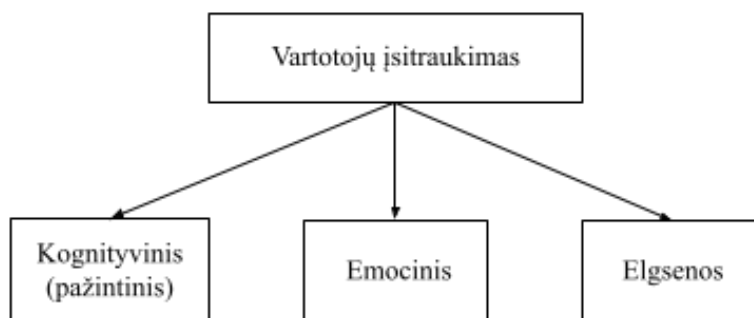 Vartotojų įsitraukimas
Kognityvinis
(pažintinis)
Emocinis
Elgsenos